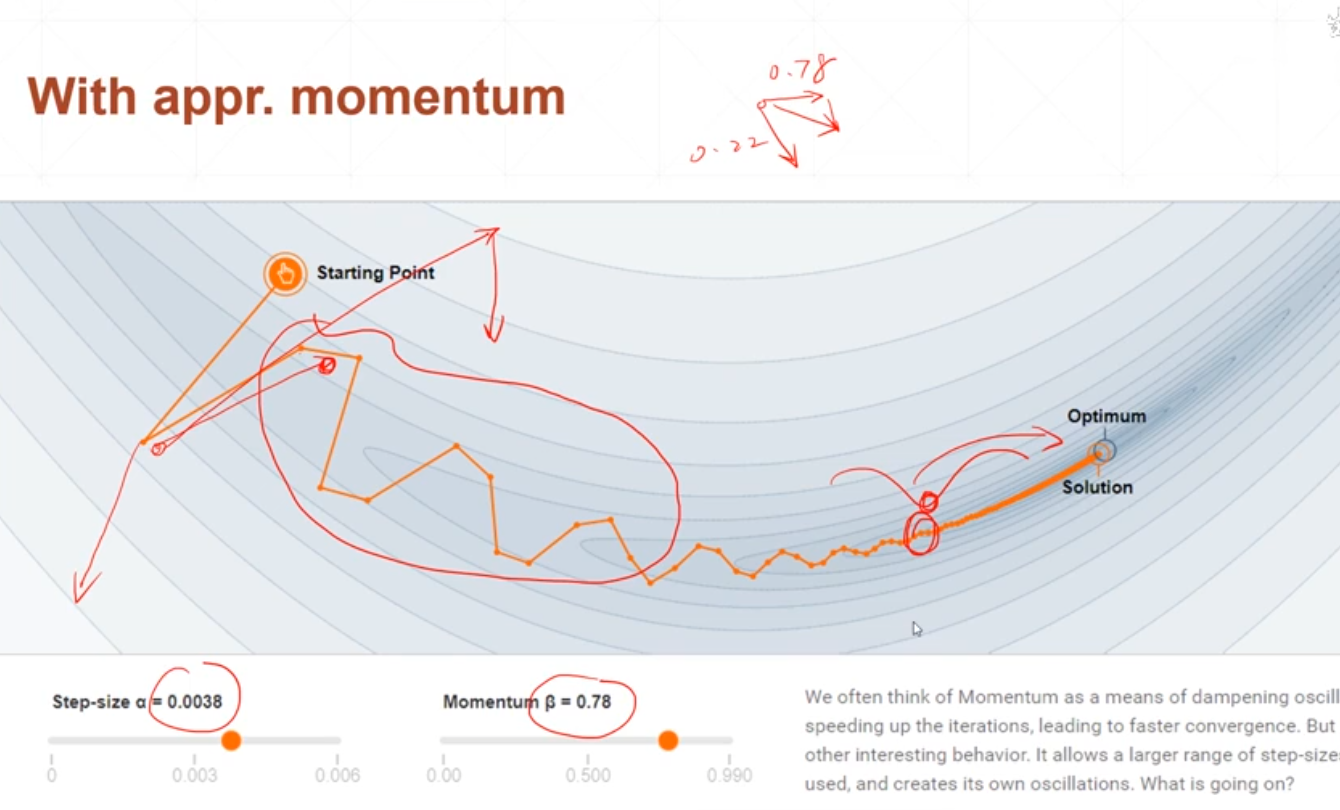 With appr. momentum
0.78
0.22
Starting Point
Optimum
Solution
Step-size α = 0.0038
0 0.003 0.006
Momentum β = 0.78
0.00 0.500 0.990
We often think of Momentum as a means of dampening oscill
speeding up the iterations, leading to faster convergence. But
other interesting behavior. It allows a larger range of step-size
used, and creates its own oscillations. What is going on?